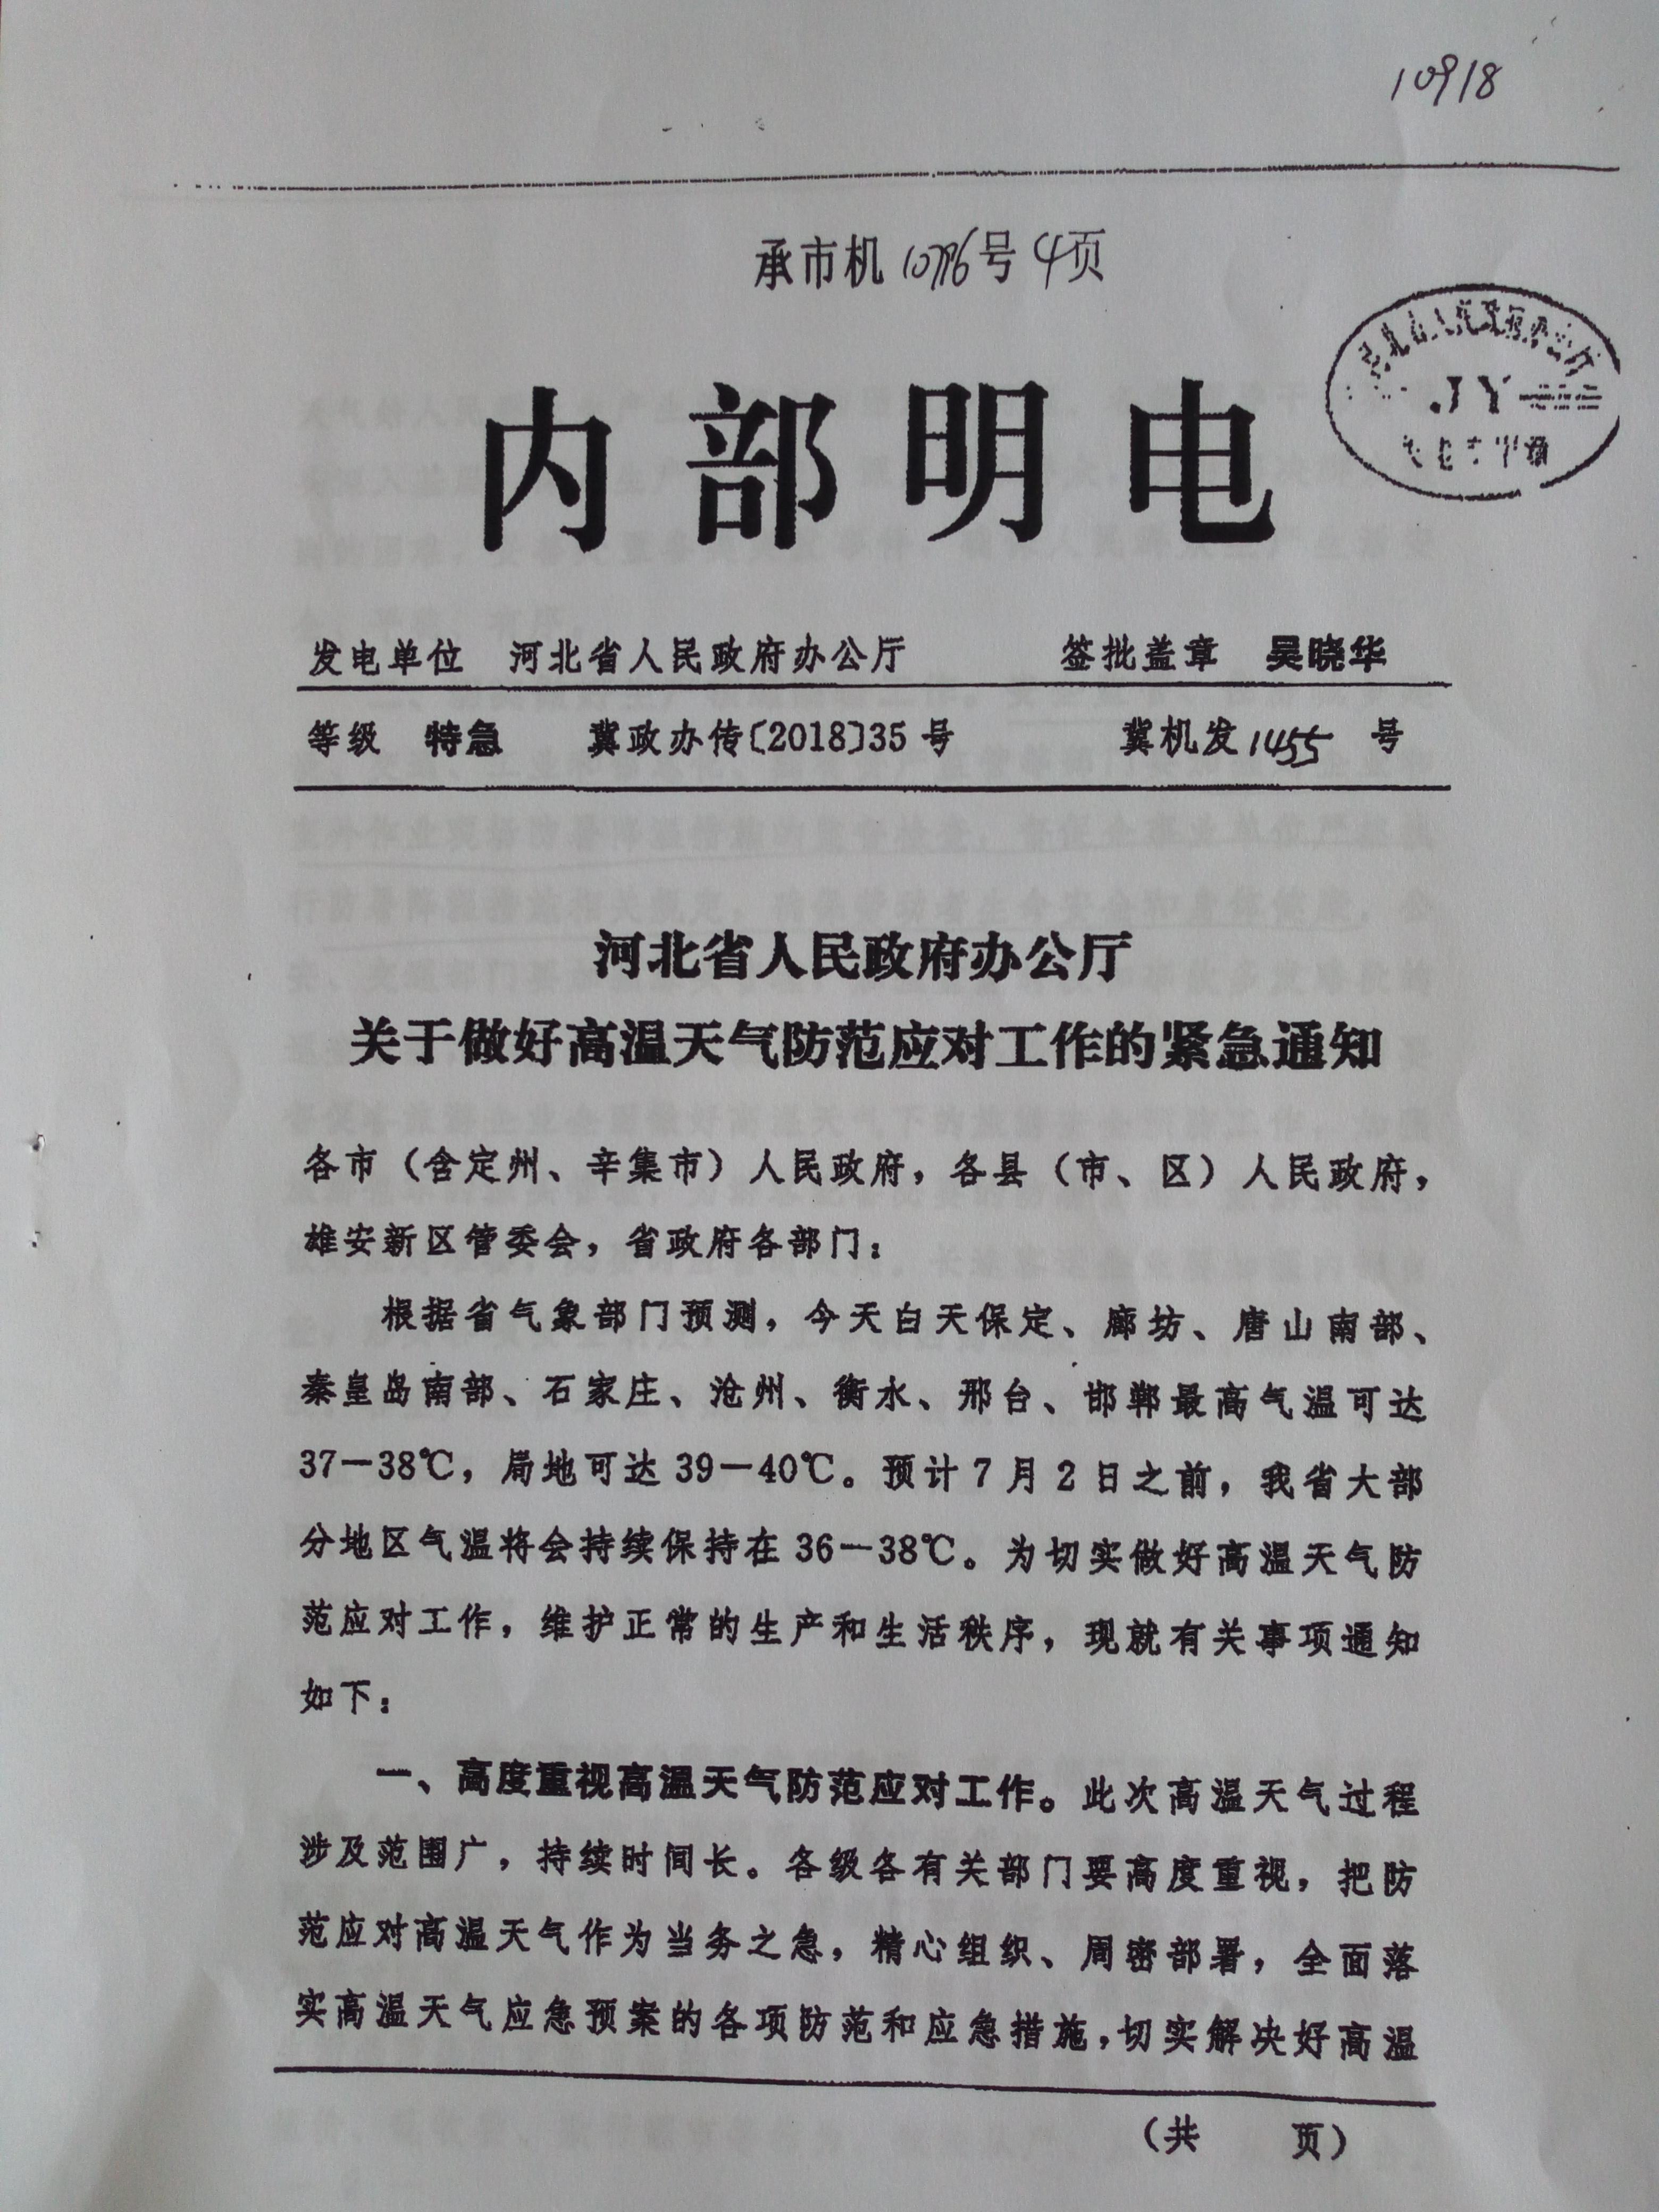 10918
承市机10796号4页
JY
内部明电
发电单位 河北省人民政府办公厅 签批盖章 吴晓华
等级 特急 冀政办传〔2018〕35号 冀机发1455号
河北省人民政府办公厅
关于做好高温天气防范应对工作的紧急通知
各市（含定州、辛集市）人民政府，各县（市、区）人民政府，
雄安新区管委会，省政府各部门：
根据省气象部门预测，今天白天保定、廊坊、唐山南部、
秦皇岛南部、石家庄、沧州、衡水、邢台、邯郸最高气温可达
37－38℃，局地可达39－40℃。预计7月2日之前，我省大部
分地区气温将会持续保持在36－38℃。为切实做好高温天气防
范应对工作，维护正常的生产和生活秩序，现就有关事项通知
如下：
一、高度重视高温天气防范应对工作。此次高温天气过程
涉及范围广，持续时间长。各级各有关部门要高度重视，把防
范应对高温天气作为当务之急，精心组织、周密部署，全面落
实高温天气应急预案的各项防范和应急措施，切实解决好高温
（共 页）